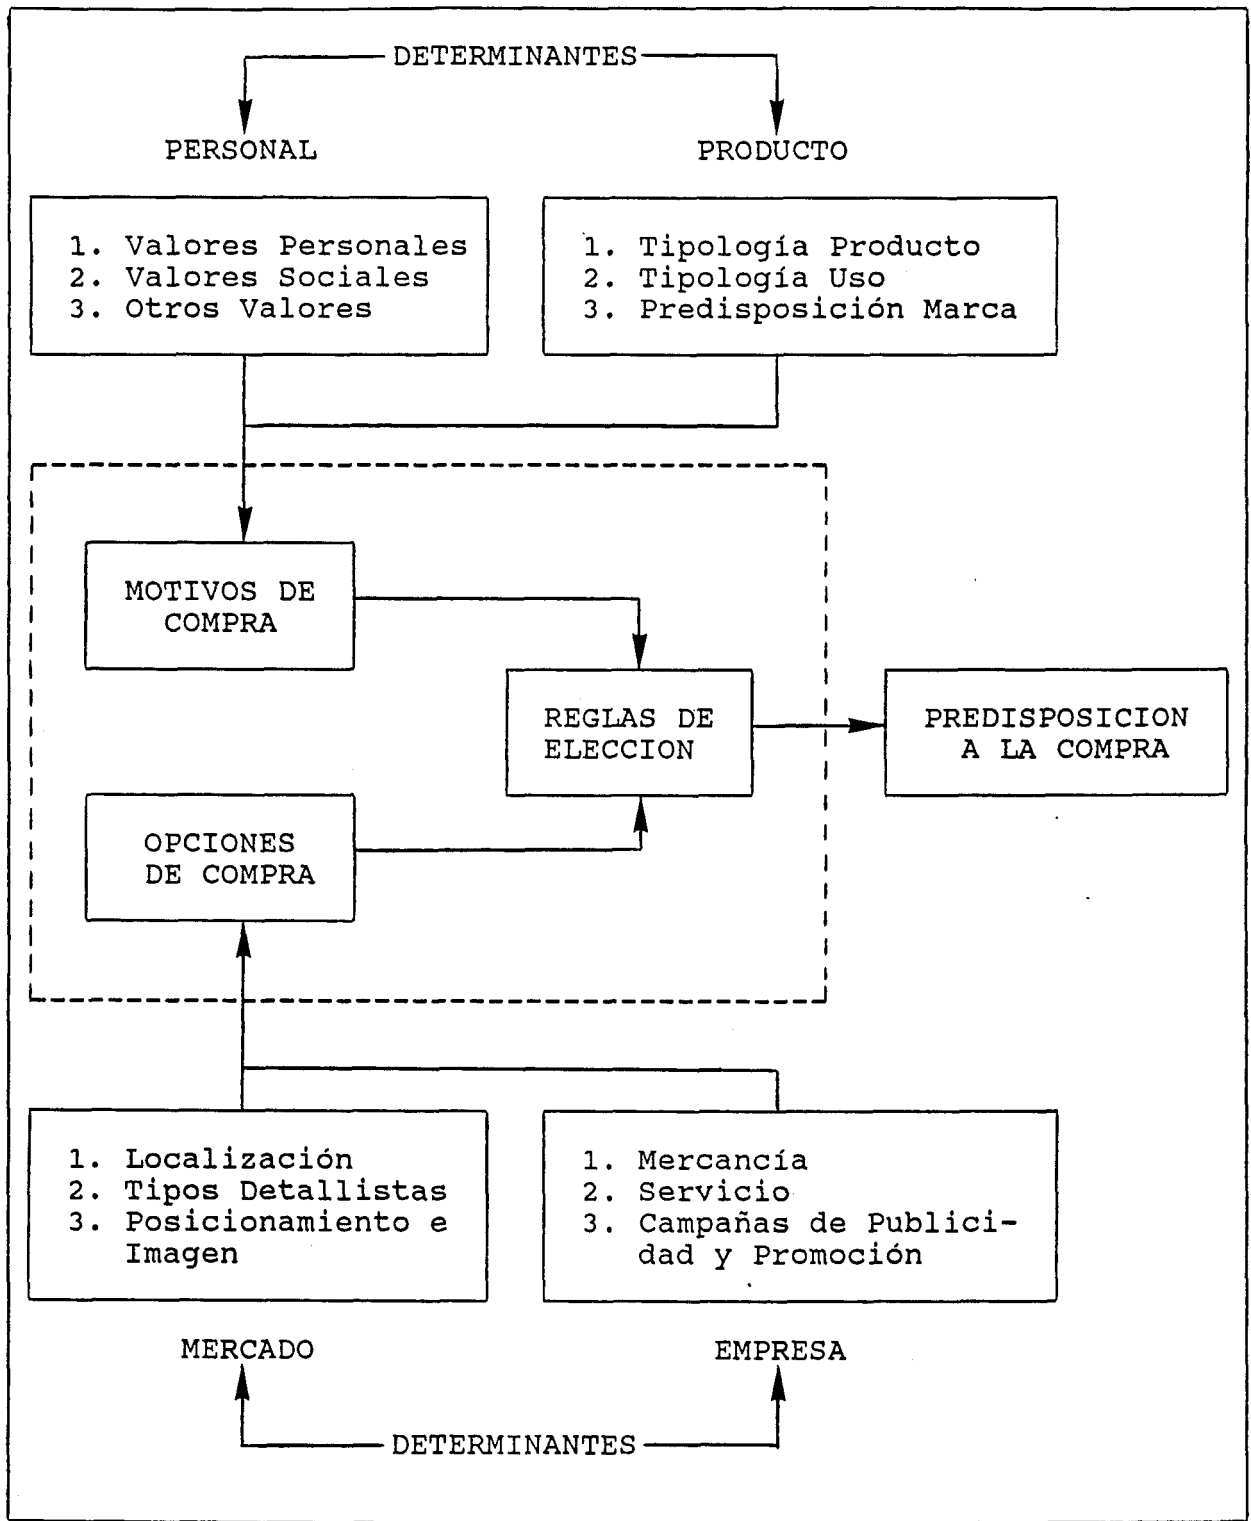 DETERMINANTES
PERSONAL
PRODUCTO
1. Valores Personales
2. Valores Sociales
3. Otros Valores
1. Tipología Producto
2. Tipología Uso
3. Predisposición Marca
MOTIVOS DE
COMPRA
REGLAS DE
ELECCION
PREDISPOSICION
A LA COMPRA
OPCIONES
DE COMPRA
1. Localización
2. Tipos Detallistas
3. Posicionamiento e
Imagen
1. Mercancía
2. Servicio
3. Campañas de Publici-
dad y Promoción
MERCADO
EMPRESA
DETERMINANTES